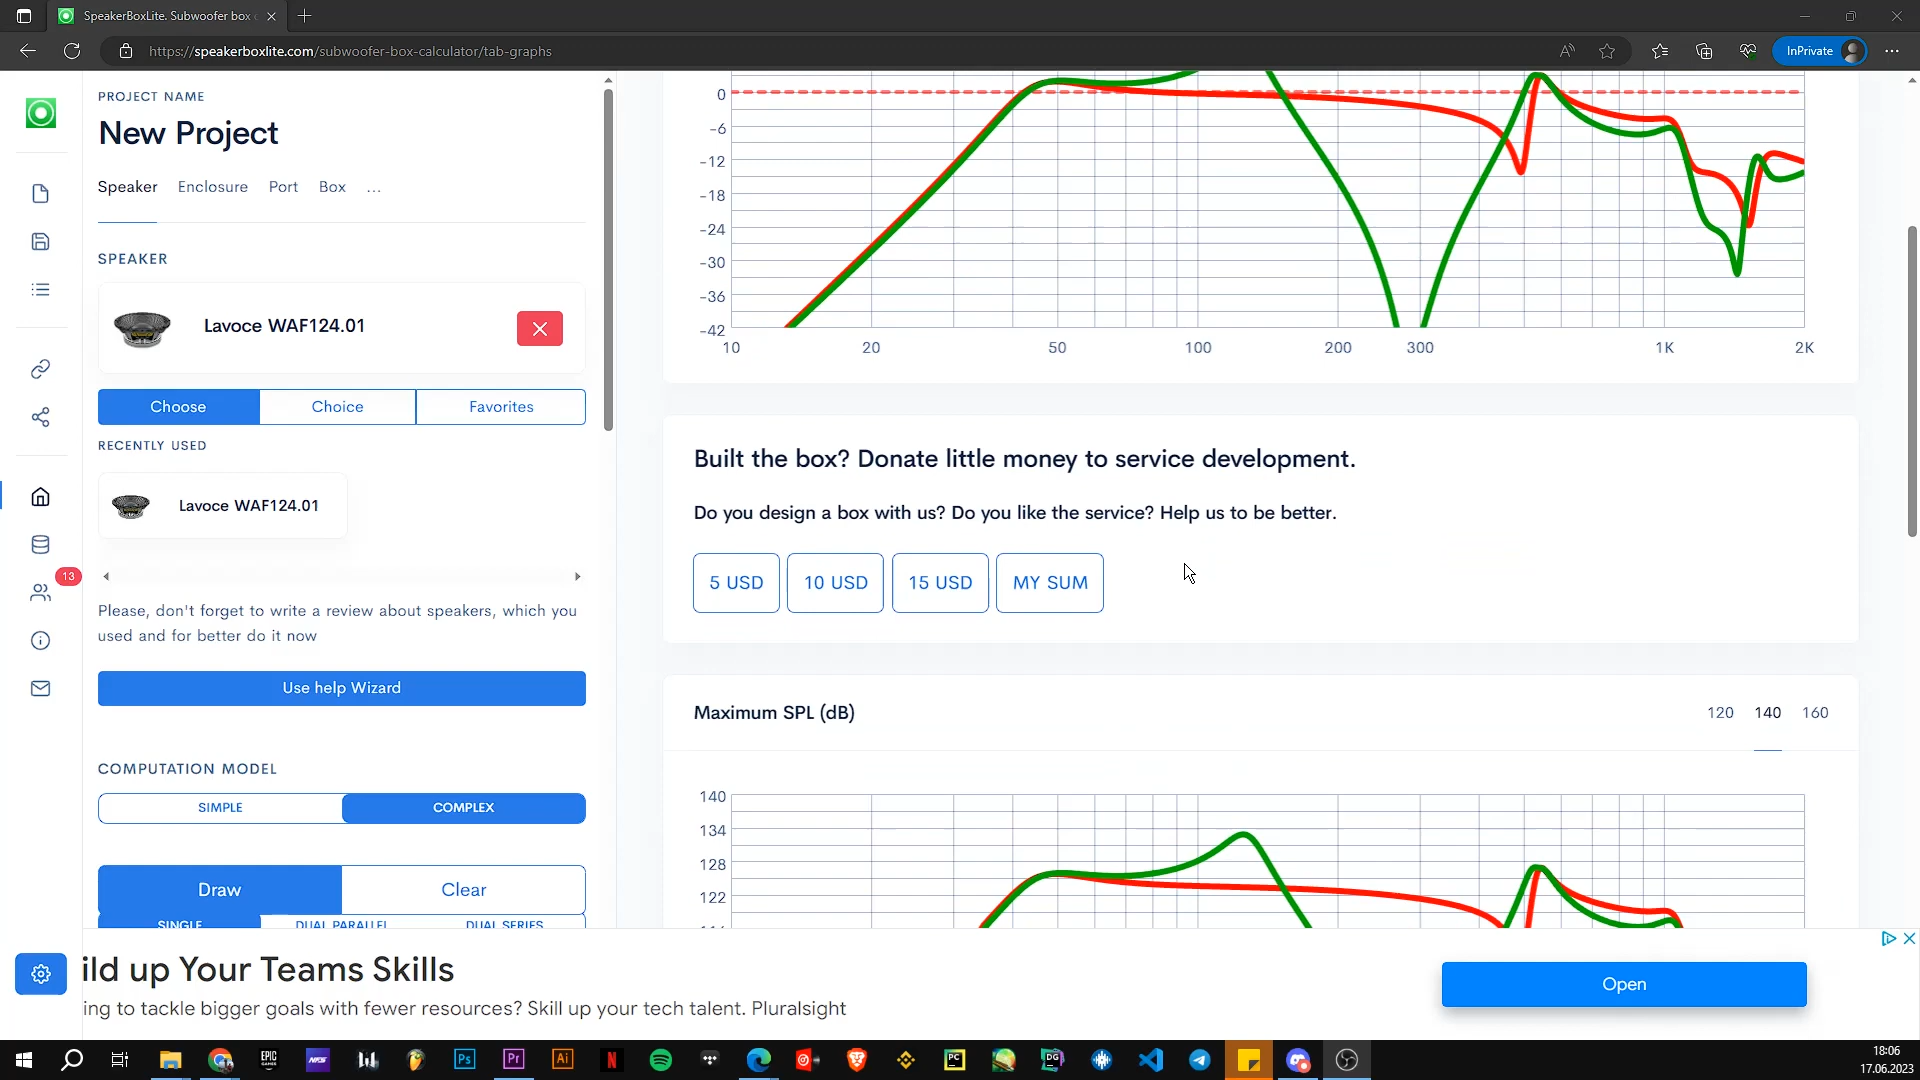 SpeakerBoxLite. Subwoofer box
https://speakerboxlite.com/subwoofer-box-calculator/tab-graphs
InPrivate
PROJECT NAME
New Project
Speaker Enclosure Port Box ...
SPEAKER
Lavoce WAF124.01
Choose Choice Favorites
RECENTLY USED
Lavoce WAF124.01
13
Please, don't forget to write a review about speakers, which you
used and for better do it now
Use help Wizard
COMPUTATION MODEL
SIMPLE COMPLEX
Draw Clear
SINGLE DUAL PARALLEL DUAL SERIES
0
-6
-12
-18
-24
-30
-36
-42
10 20 50 100 200 300 1K 2K
Built the box? Donate little money to service development.
Do you design a box with us? Do you like the service? Help us to be better.
5 USD 10 USD 15 USD MY SUM
Maximum SPL (dB)
120 140 160
140
134
128
122
ild up Your Teams Skills
ing to tackle bigger goals with fewer resources? Skill up your tech talent. Pluralsight
Open
EPIC GAMES
Ps
Pr
Ai
N
PC
DG
18:06
17.06.2023